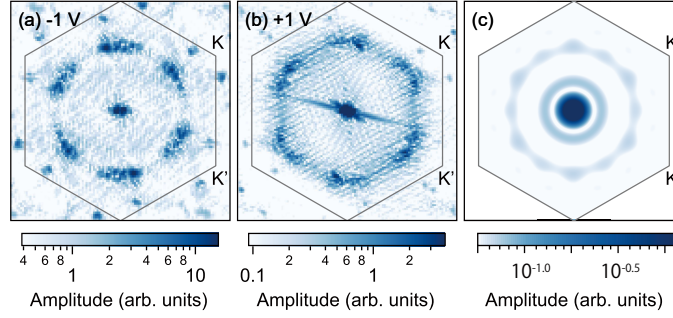 (a) -1 V
K
K'
(b) +1 V
K
K'
(c)
K
K'
4 6 8 2 4 6 8
1 10
Amplitude (arb. units)
2 4 6 8 2
0.1 1
Amplitude (arb. units)
10-1.0 10-0.5
Amplitude (arb. units)